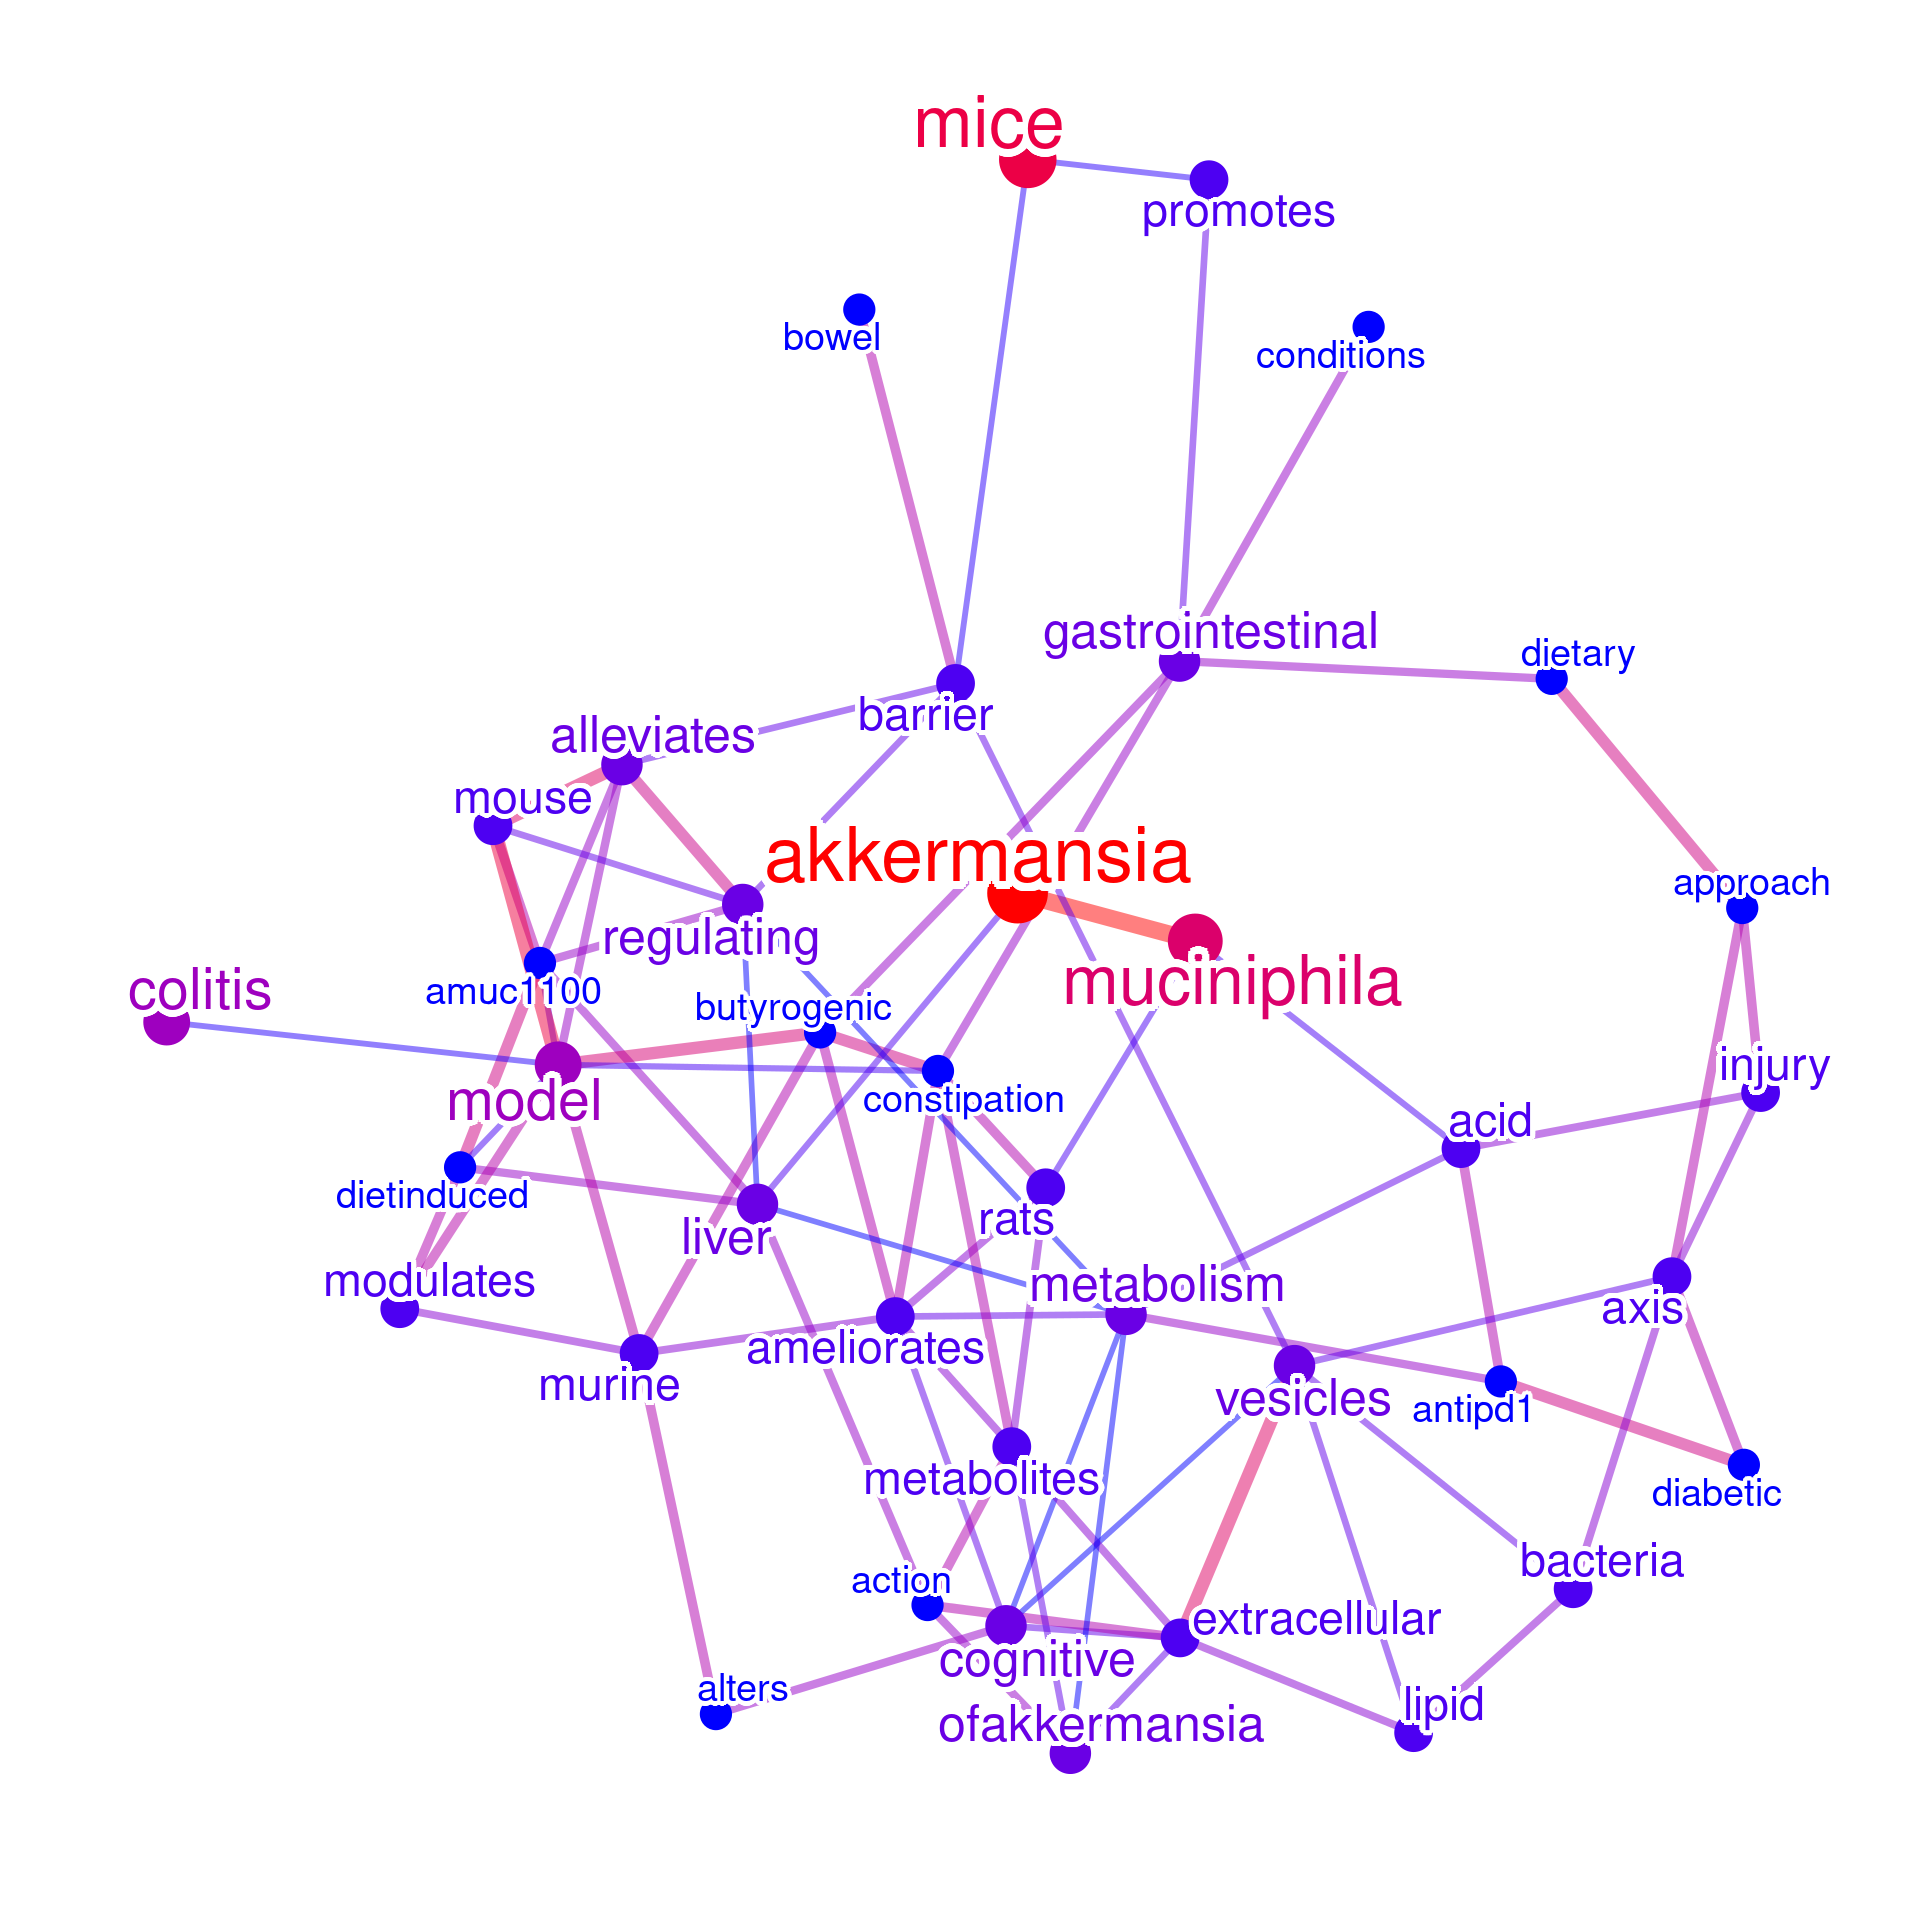 mice
promotes
bowel
conditions
gastrointestinal
dietary
barrier
alleviates
mouse
akkermansia
approach
regulating
muciniphila
colitis
amuc1100
butyrogenic
injury
model
constipation
acid
dietinduced
rats
liver
modulates
metabolism
axis
ameliorates
murine
vesicles
antipd1
metabolites
diabetic
bacteria
action
extracellular
cognitive
alters
lipid
ofakkermansia